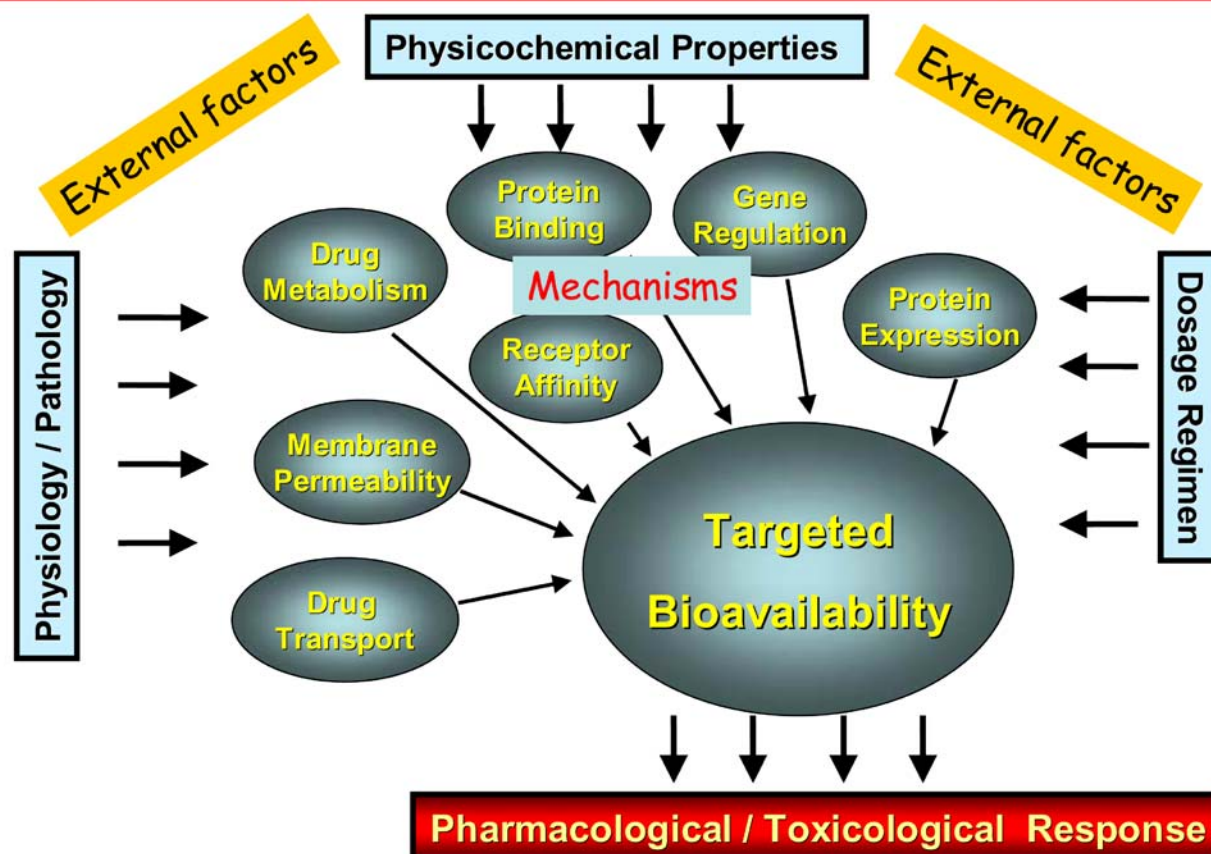 Physicochemical Properties
External factors
External factors
Protein
Binding
Gene
Regulation
Drug
Metabolism
Mechanisms
Protein
Expression
Receptor
Affinity
Physiology / Pathology
Dosage Regimen
Membrane
Permeability
Targeted
Bioavailability
Drug
Transport
Pharmacological / Toxicological Response